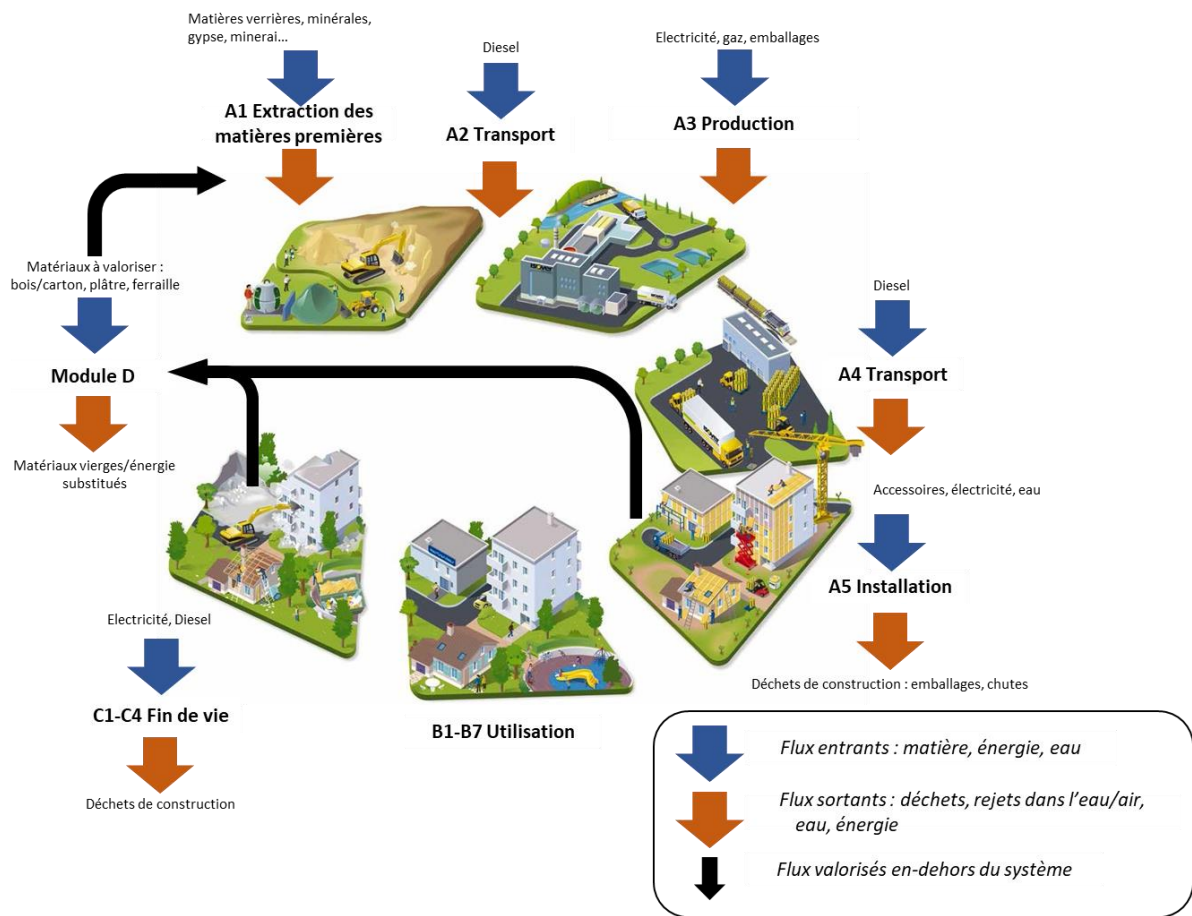 Matières verrières, minérales,
gypse, minerai...
Diesel
Electricité, gaz, emballages
A1 Extraction des
matières premières
A2 Transport
A3 Production
Matériaux à valoriser :
bois/carton, plâtre, ferraille
Diesel
Module D
A4 Transport
Matériaux vierges/énergie
substitués
Accessoires, électricité, eau
A5 Installation
Electricité, Diesel
Déchets de construction : emballages, chutes
C1-C4 Fin de vie
B1-B7 Utilisation
Déchets de construction
Flux entrants : matière, énergie, eau
Flux sortants : déchets, rejets dans l'eau/air,
eau, énergie
Flux valorisés en-dehors du système